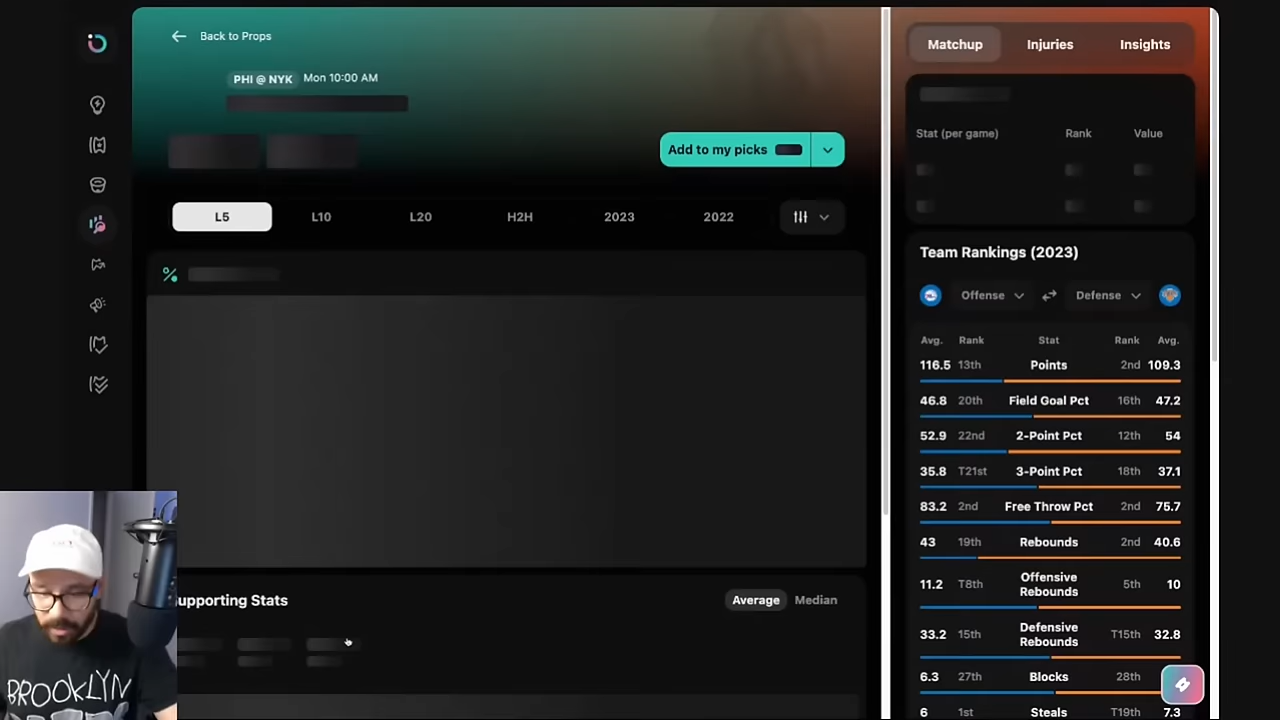 Back to Props
PHI @ NYK Mon 10:00 AM
Add to my picks
L5 L10 L20 H2H 2023 2022
Supporting Stats
Average Median
Matchup Injuries Insights
Stat (per game) Rank Value
Team Rankings (2023)
Offense Defense
Avg. Rank Stat Rank Avg.
116.5 13th Points 2nd 109.3
46.8 20th Field Goal Pct 16th 47.2
52.9 22nd 2-Point Pct 12th 54
35.8 T21st 3-Point Pct 18th 37.1
83.2 2nd Free Throw Pct 2nd 75.7
43 19th Rebounds 2nd 40.6
11.2 T8th Offensive Rebounds 5th 10
33.2 15th Defensive Rebounds T15th 32.8
6.3 27th Blocks 28th
6 1st Steals T19th 7.3
BROOKLYN